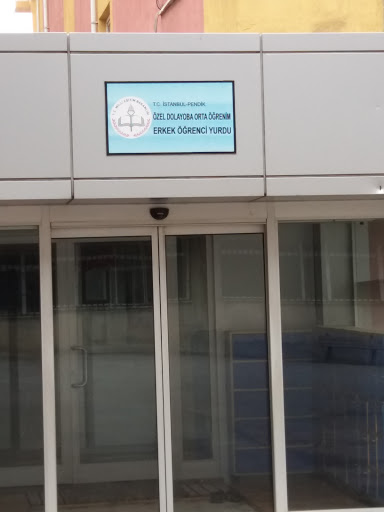 T.C. İSTANBUL-PENDİK
ÖZEL DOLAYOBA ORTA ÖĞRENİM
ERKEK ÖĞRENCİ YURDU